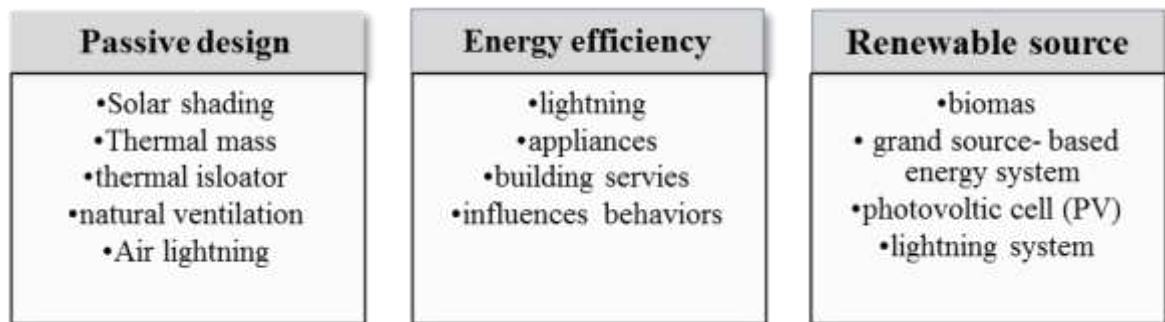 Passive design
•Solar shading
•Thermal mass
•thermal isloator
•natural ventilation
•Air lightning
Energy efficiency
•lightning
•appliances
•building servies
•influences behaviors
Renewable source
•biomas
• grand source- based
energy system
•photovoltic cell (PV)
•lightning system